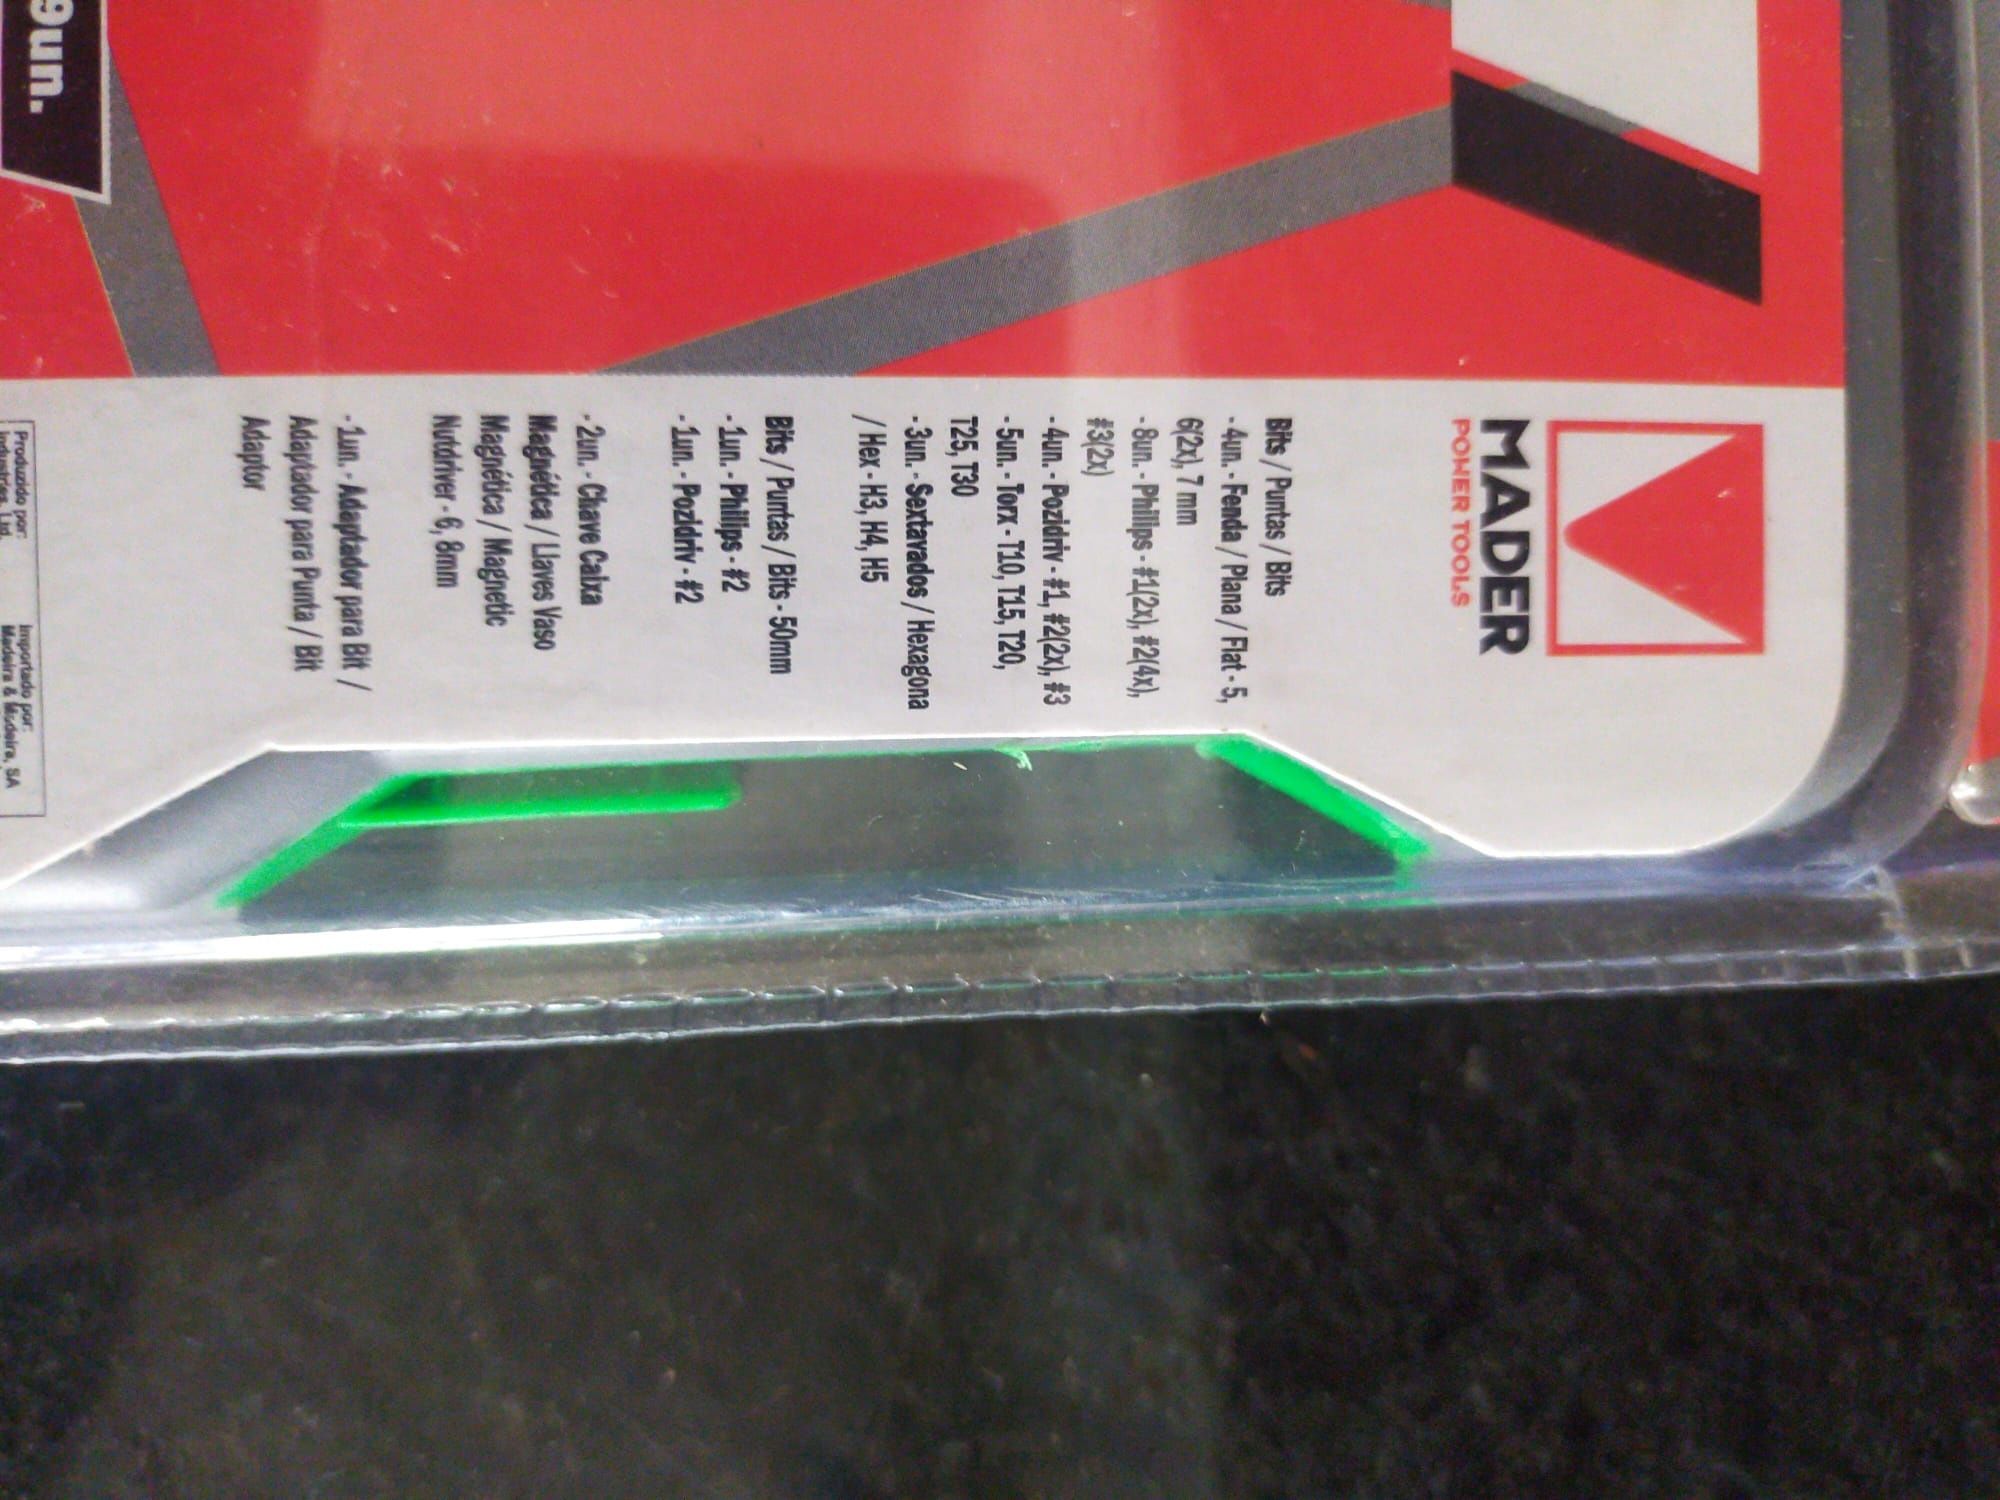 MADER
POWER TOOLS
Bits / Puntas / Bits
- 4un. - Fenda / Plana / Flat - 5,
6(2x), 7 mm
- 8un. - Philips - #1(2x), #2(4x),
#3(2x)
- 4un. - Pozidriv - #1, #2(2x), #3
- 5un. - Torx - T10, T15, T20,
T25, T30
- 3un. - Sextavados / Hexagona
/ Hex - H3, H4, H5
Bits / Puntas / Bits - 50mm
- 1un. - Philips - #2
- 1un. - Pozidriv - #2
- 2un. - Chave Caixa
Magnética / Llaves Vaso
Magnética / Magnetic
Nutdriver - 6, 8mm
- 1un. - Adaptador para Bit /
Adaptador para Punta / Bit
Adaptor
9un.
Produzido por:
Importado por:
Madeira & Madeira, SA